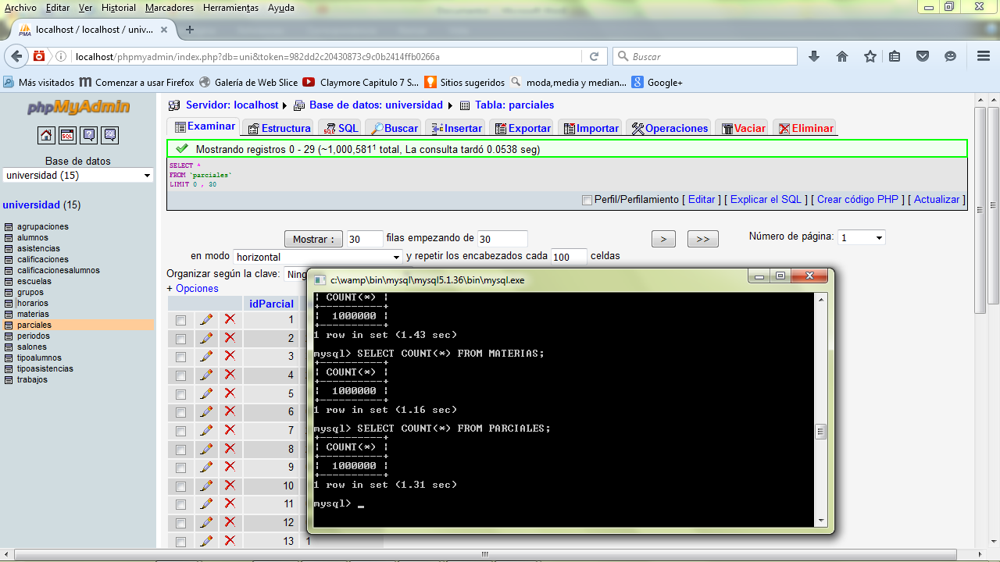 Archivo Editar Ver Historial Marcadores Herramientas Ayuda
PMA localhost / localhost / univ...
localhost/phpmyadmin/index.php?db=uni&token=982dd2c20430873c9c0b2414ffb0266a
Buscar
Más visitados Comenzar a usar Firefox Galería de Web Slice Claymore Capitulo 7 S... Sitios sugeridos moda,media y median... Google+
phpMyAdmin
Base de datos
universidad (15)
universidad (15)
agrupaciones
alumnos
asistencias
calificaciones
calificacionesalumnos
escuelas
grupos
horarios
materias
parciales
periodos
salones
tipoalumnos
tipoasistencias
trabajos
Servidor: localhost Base de datos: universidad Tabla: parciales
Examinar Estructura SQL Buscar Insertar Exportar Importar Operaciones Vaciar Eliminar
Mostrando registros 0 - 29 (~1,000,581¹ total, La consulta tardó 0.0538 seg)
SELECT *
FROM `parciales`
LIMIT 0 , 30
Perfil/Perfilamiento [ Editar ] [ Explicar el SQL ] [ Crear código PHP ] [ Actualizar ]
Mostrar : 30 filas empezando de 30 > >> Número de página: 1
en modo horizontal y repetir los encabezados cada 100 celdas
Organizar según la clave: Ning
+ Opciones
idParcial
1
2
3
4
5
6
7
8
9
10
11
12
13 1
c:\wamp\bin\mysql\mysql5.1.36\bin\mysql.exe
| COUNT(*) |
+----------+
| 1000000 |
+----------+
1 row in set (1.43 sec)
mysql> SELECT COUNT(*) FROM MATERIAS;
+----------+
| COUNT(*) |
+----------+
| 1000000 |
+----------+
1 row in set (1.16 sec)
mysql> SELECT COUNT(*) FROM PARCIALES;
+----------+
| COUNT(*) |
+----------+
| 1000000 |
+----------+
1 row in set (1.31 sec)
mysql> _